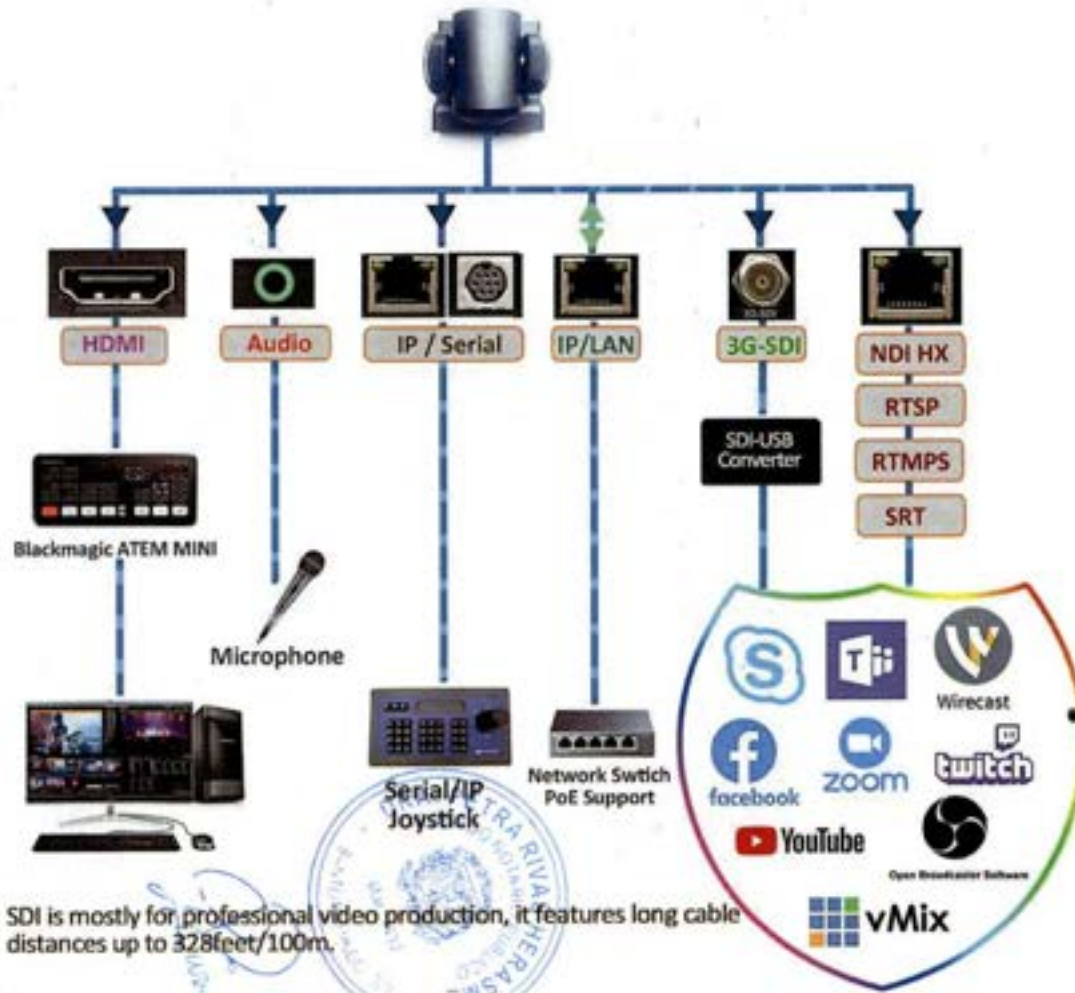 HDMI
Audio
IP / Serial
IP/LAN
3G-SDI
3G-SDI
NDI HX
RTSP
RTMPS
SRT
SDI-USB
Converter
Blackmagic ATEM MINI
Microphone
Serial/IP
Joystick
Network Swtich
PoE Support
S
T
W
Wirecast
f
facebook
zoom
twitch
YouTube
Open Broadcaster Software
vMix
SDI is mostly for professional video production, it features long cable
distances up to 328feet/100m.